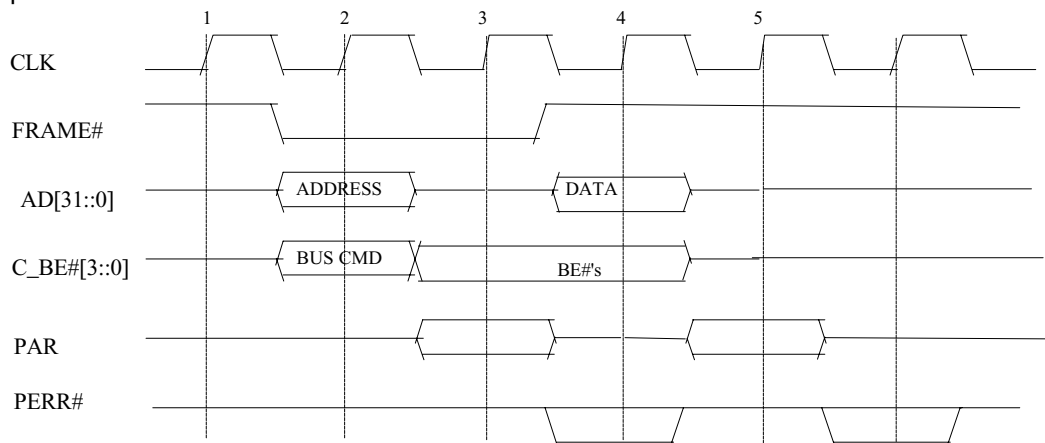 1 2 3 4 5
CLK
FRAME#
AD[31::0] ADDRESS DATA
C_BE#[3::0] BUS CMD BE#'s
PAR
PERR#